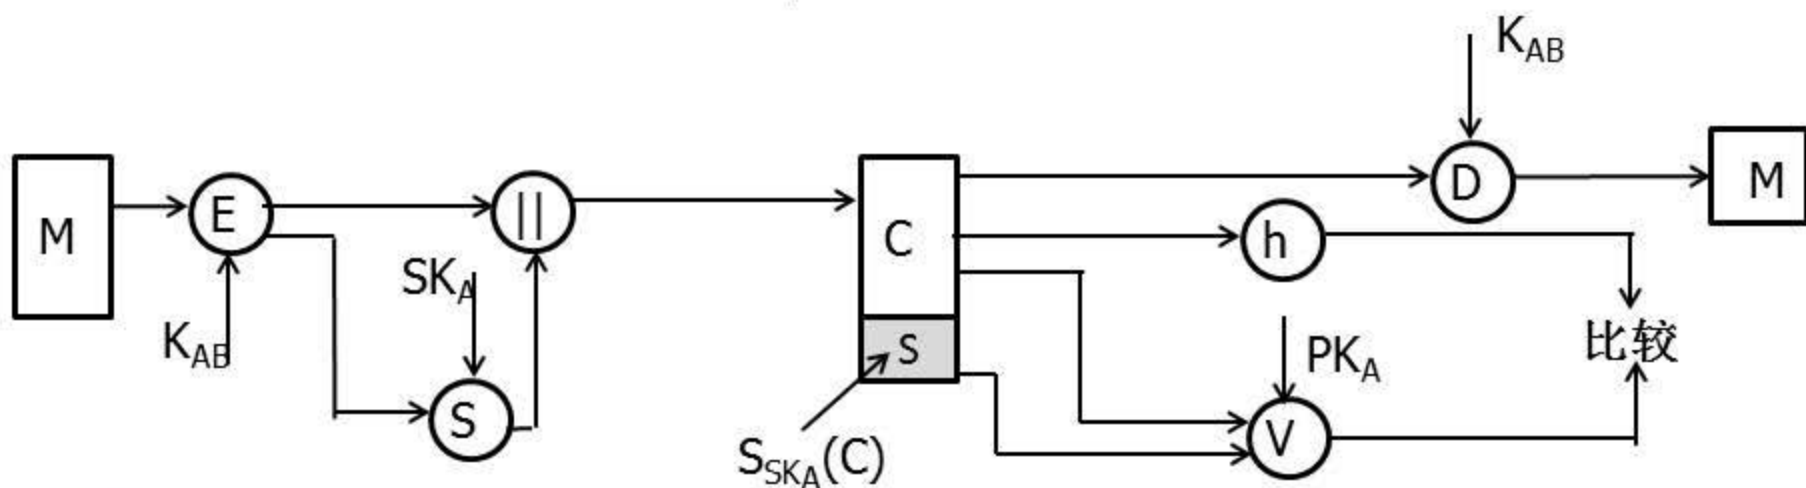 M
E
K_AB
SK_A
S
||
C
S
S_SK_A(C)
h
PK_A
V
K_AB
D
M
比较